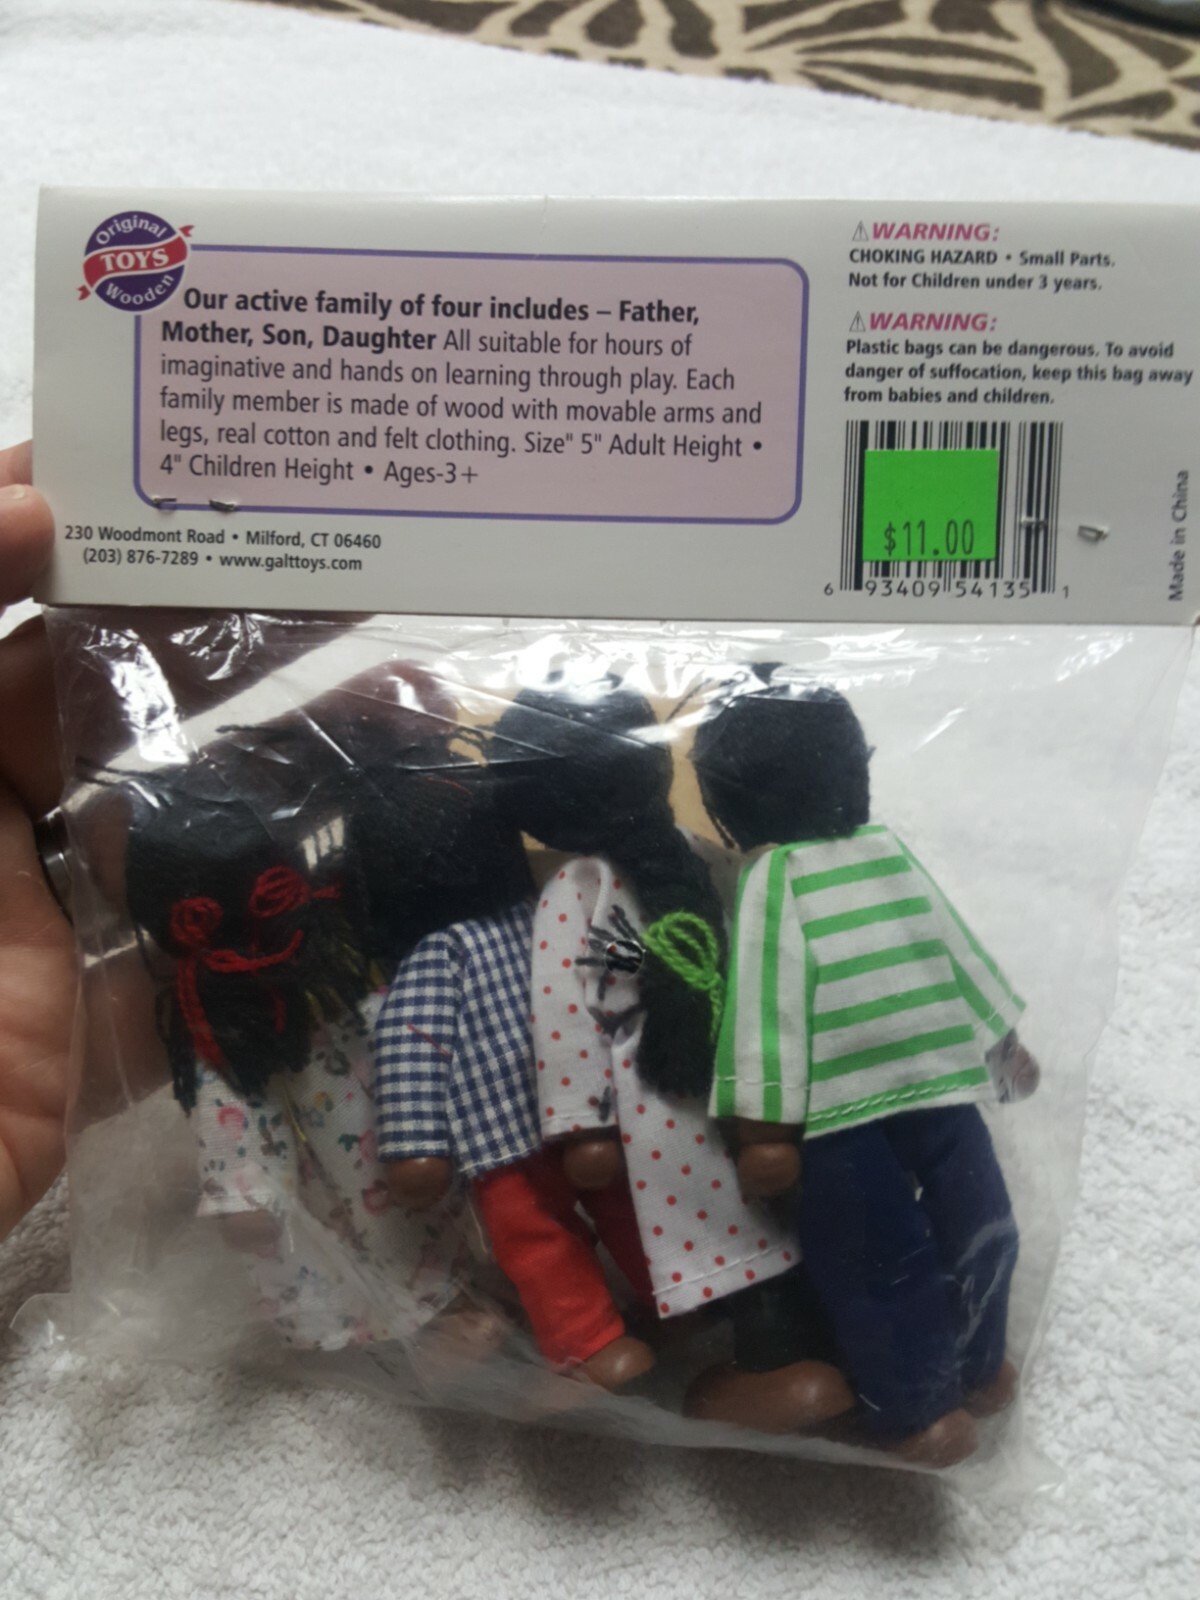 Original
TOYS
Wooden
Our active family of four includes – Father,
Mother, Son, Daughter All suitable for hours of
imaginative and hands on learning through play. Each
family member is made of wood with movable arms and
legs, real cotton and felt clothing. Size" 5" Adult Height •
4" Children Height • Ages-3+
230 Woodmont Road • Milford, CT 06460
(203) 876-7289 • www.galttoys.com
⚠WARNING:
CHOKING HAZARD • Small Parts.
Not for Children under 3 years.
⚠WARNING:
Plastic bags can be dangerous. To avoid
danger of suffocation, keep this bag away
from babies and children.
$11.00
6 93409 54135 1
Made in China